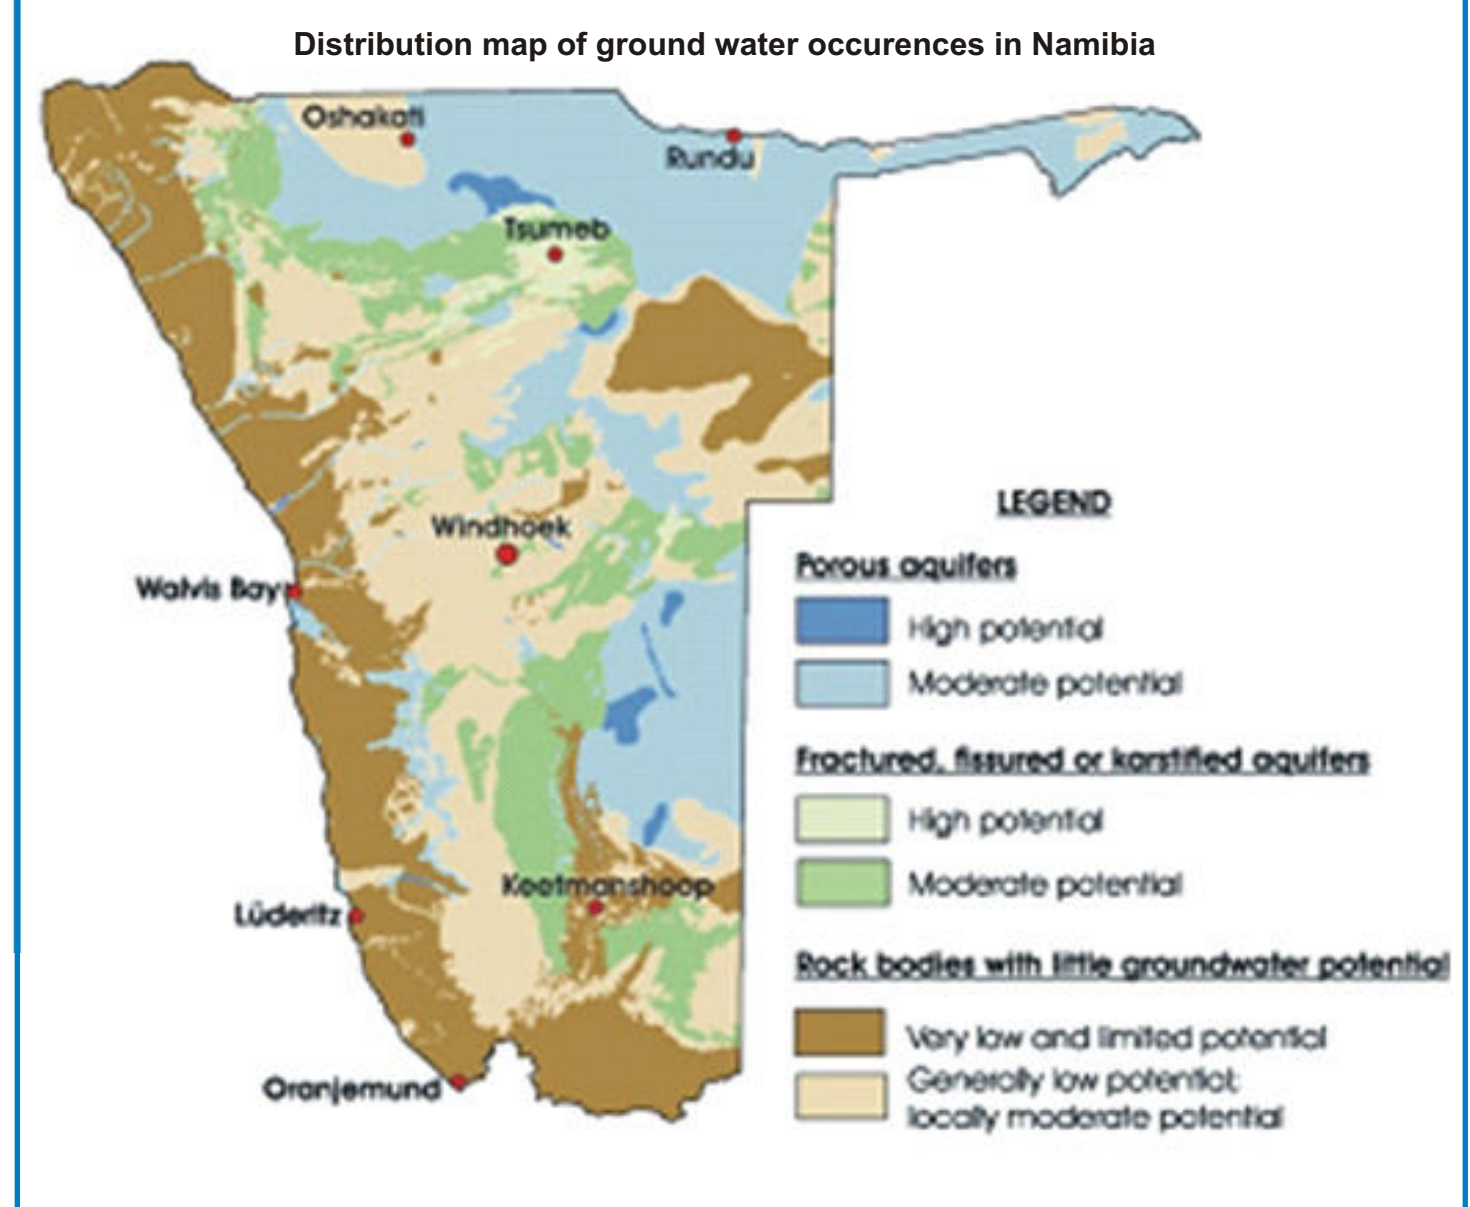 Distribution map of ground water occurences in Namibia
Oshakati
Rundu
Tsumeb
LEGEND
Windhoek
Porous aquifers
Walvis Bay
High potential
Moderate potential
Fractured, fissured or karstified aquifers
High potential
Keetmanshoop
Moderate potential
Lüderitz
Rock bodies with little groundwater potential
Very low and limited potential
Oranjemund
Generally low potential;
locally moderate potential